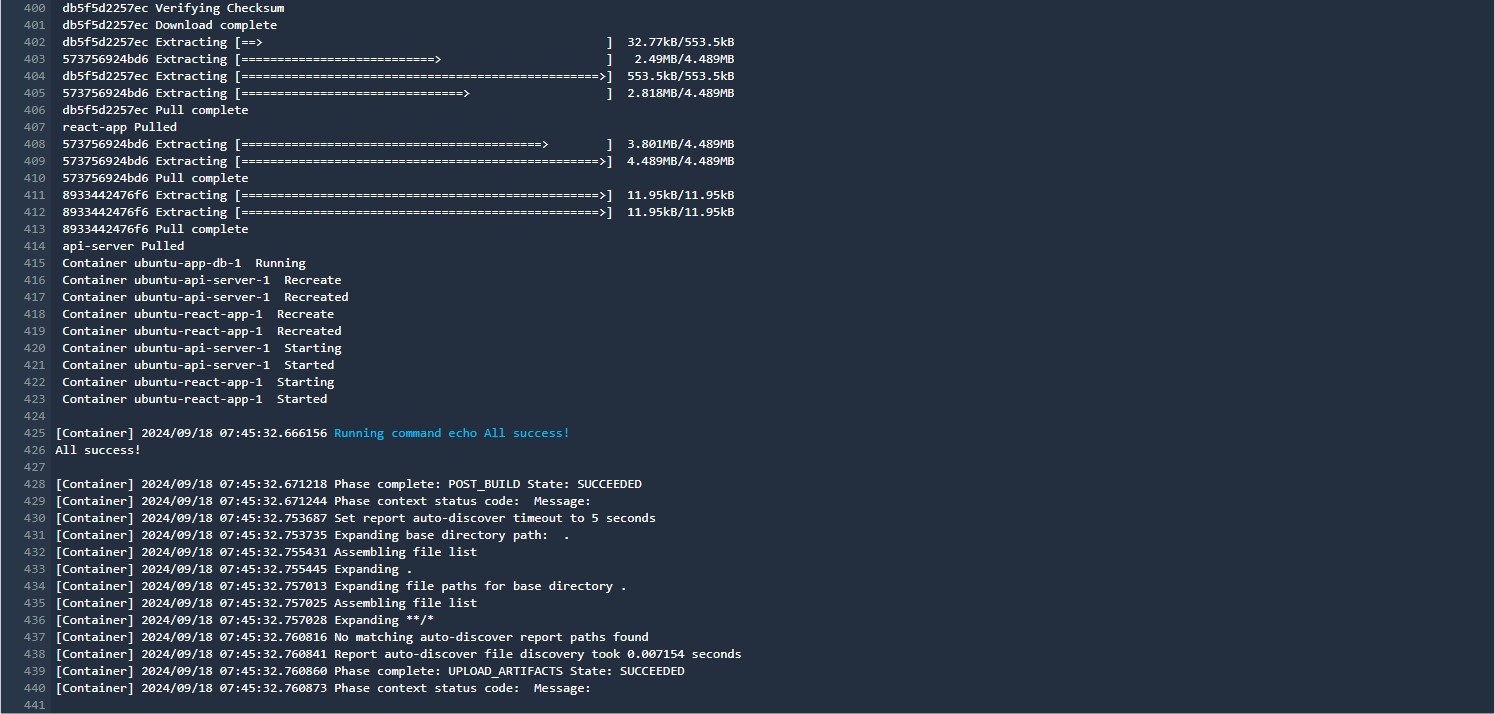 400 db5f5d2257ec Verifying Checksum
401 db5f5d2257ec Download complete
402 db5f5d2257ec Extracting [==>                                                ]  32.77kB/553.5kB
403 573756924bd6 Extracting [===========================>                       ]   2.49MB/4.489MB
404 db5f5d2257ec Extracting [==================================================>]  553.5kB/553.5kB
405 573756924bd6 Extracting [===============================>                   ]  2.818MB/4.489MB
406 db5f5d2257ec Pull complete
407 react-app Pulled
408 573756924bd6 Extracting [==========================================>        ]  3.801MB/4.489MB
409 573756924bd6 Extracting [==================================================>]  4.489MB/4.489MB
410 573756924bd6 Pull complete
411 8933442476f6 Extracting [==================================================>]  11.95kB/11.95kB
412 8933442476f6 Extracting [==================================================>]  11.95kB/11.95kB
413 8933442476f6 Pull complete
414 api-server Pulled
415 Container ubuntu-app-db-1  Running
416 Container ubuntu-api-server-1  Recreate
417 Container ubuntu-api-server-1  Recreated
418 Container ubuntu-react-app-1  Recreate
419 Container ubuntu-react-app-1  Recreated
420 Container ubuntu-api-server-1  Starting
421 Container ubuntu-api-server-1  Started
422 Container ubuntu-react-app-1  Starting
423 Container ubuntu-react-app-1  Started
424
425 [Container] 2024/09/18 07:45:32.666156 Running command echo All success!
426 All success!
427
428 [Container] 2024/09/18 07:45:32.671218 Phase complete: POST_BUILD State: SUCCEEDED
429 [Container] 2024/09/18 07:45:32.671244 Phase context status code:  Message:
430 [Container] 2024/09/18 07:45:32.753687 Set report auto-discover timeout to 5 seconds
431 [Container] 2024/09/18 07:45:32.753735 Expanding base directory path:  .
432 [Container] 2024/09/18 07:45:32.755431 Assembling file list
433 [Container] 2024/09/18 07:45:32.755445 Expanding .
434 [Container] 2024/09/18 07:45:32.757013 Expanding file paths for base directory .
435 [Container] 2024/09/18 07:45:32.757025 Assembling file list
436 [Container] 2024/09/18 07:45:32.757028 Expanding **/*
437 [Container] 2024/09/18 07:45:32.760816 No matching auto-discover report paths found
438 [Container] 2024/09/18 07:45:32.760841 Report auto-discover file discovery took 0.007154 seconds
439 [Container] 2024/09/18 07:45:32.760860 Phase complete: UPLOAD_ARTIFACTS State: SUCCEEDED
440 [Container] 2024/09/18 07:45:32.760873 Phase context status code:  Message:
441